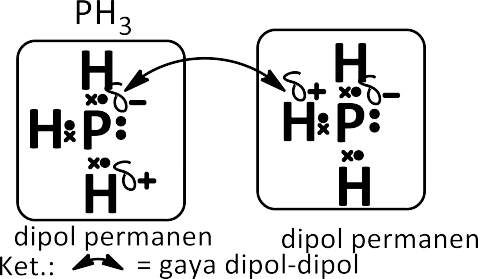 PH₃
H δ− H P : H δ+
δ+ H δ− H P H
dipol permanen
dipol permanen
Ket.: = gaya dipol-dipol